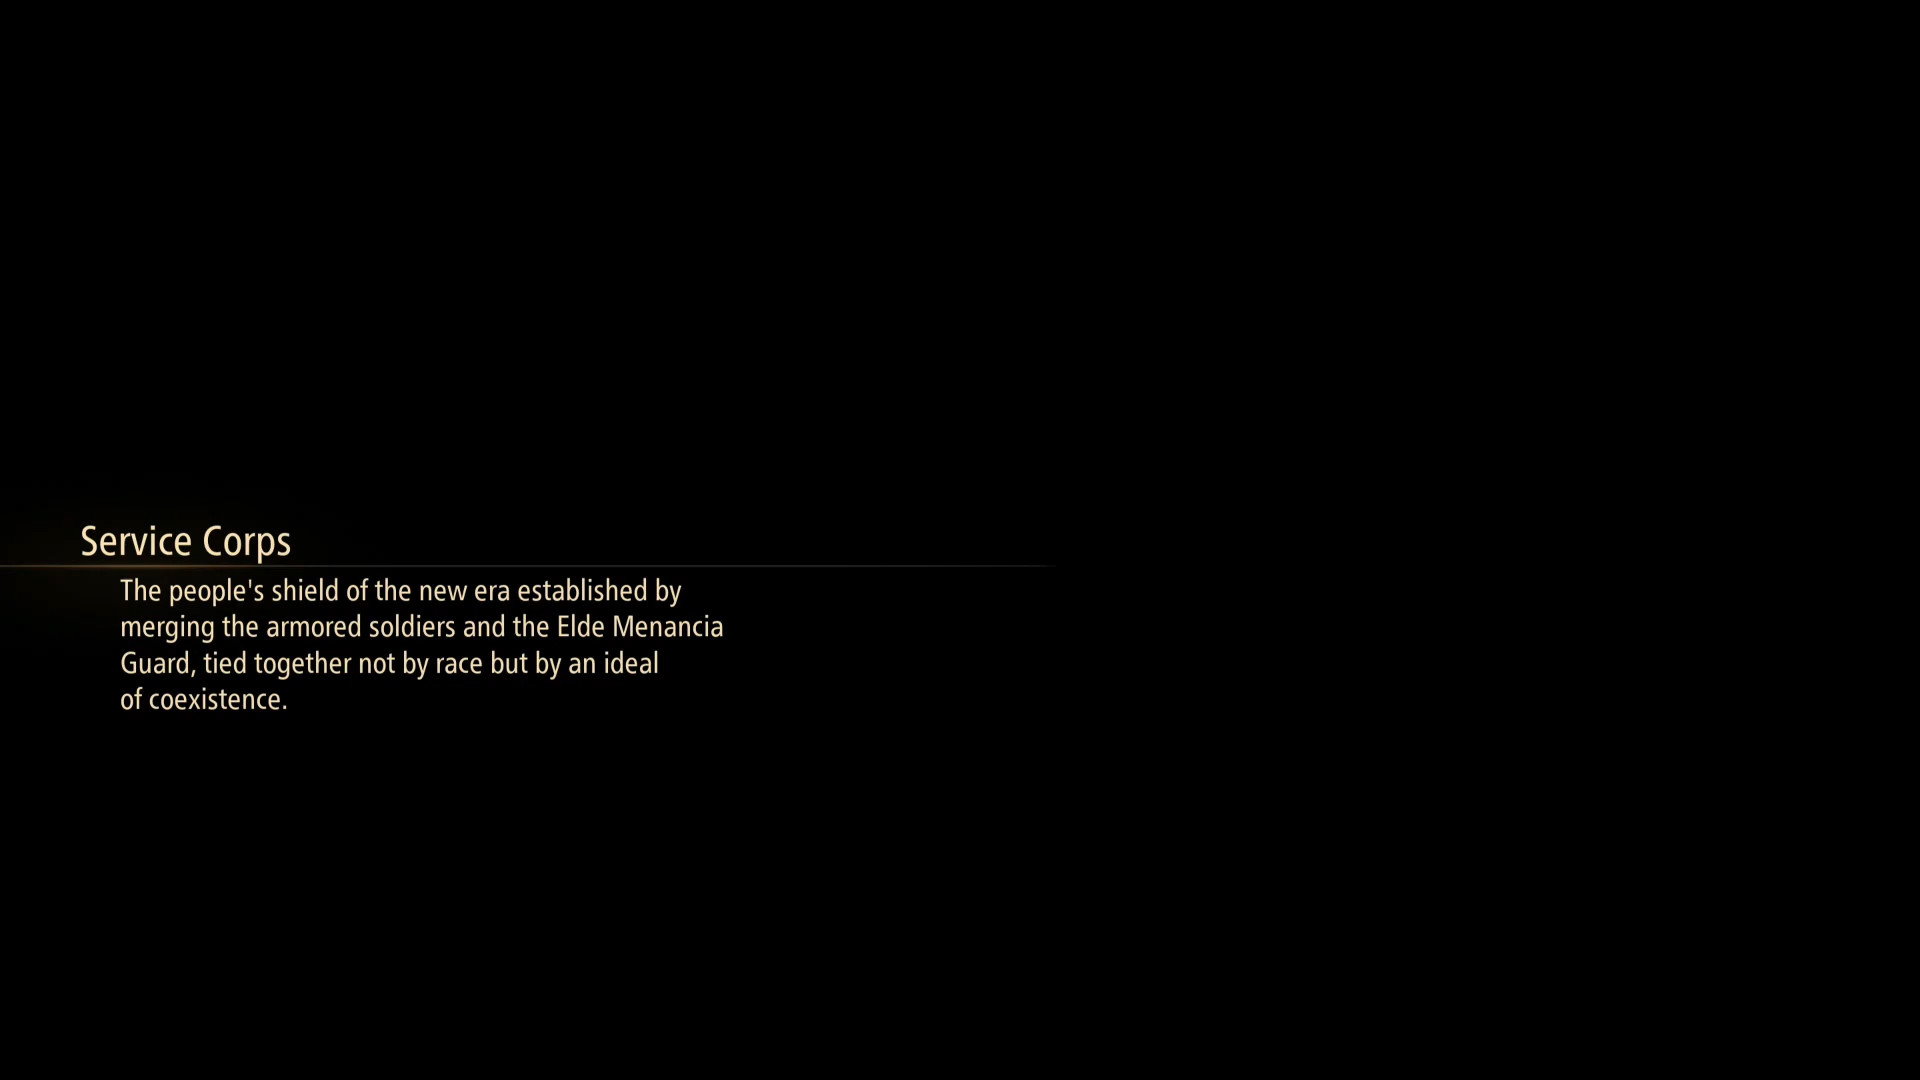 Service Corps
The people's shield of the new era established by
merging the armored soldiers and the Elde Menancia
Guard, tied together not by race but by an ideal
of coexistence.